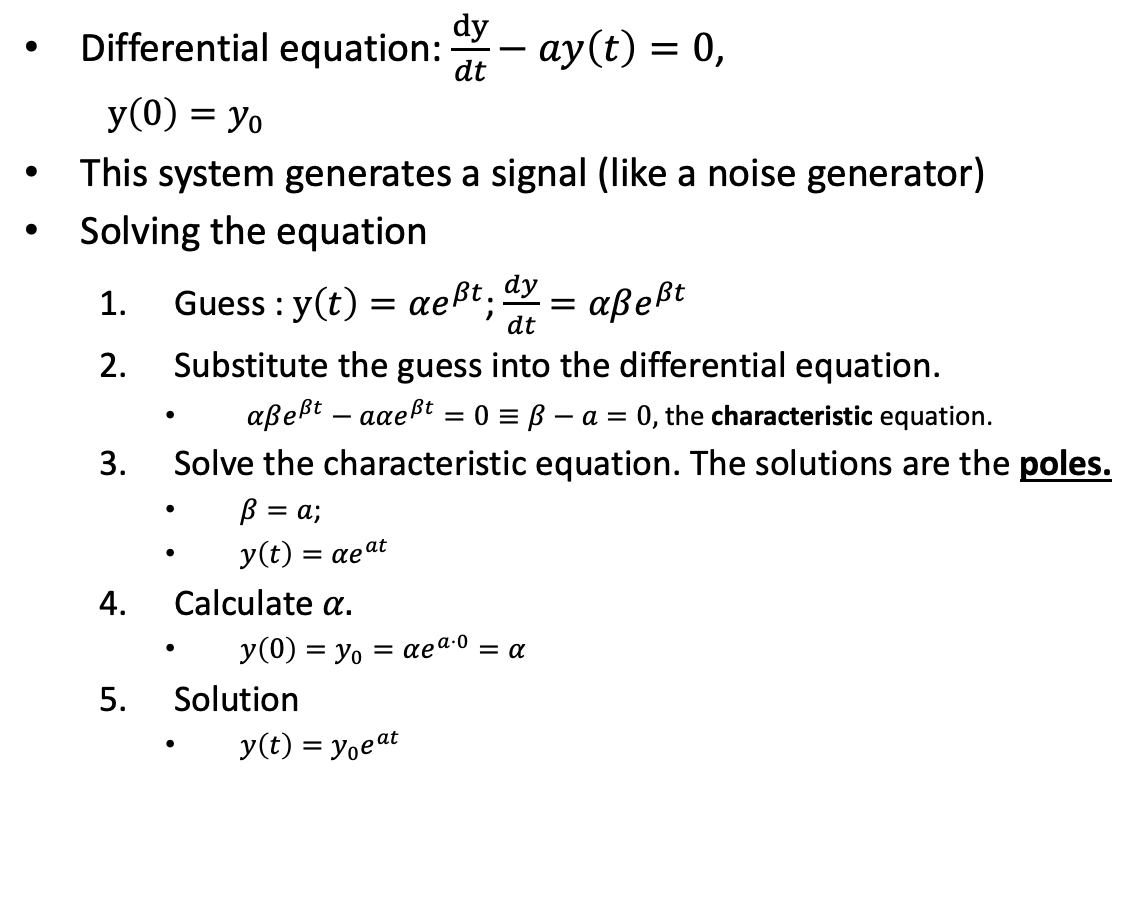 • Differential equation: dy/dt − ay(t) = 0,
y(0) = y₀
• This system generates a signal (like a noise generator)
• Solving the equation
1. Guess : y(t) = αe^{βt}; dy/dt = αβe^{βt}
2. Substitute the guess into the differential equation.
• αβe^{βt} − aαe^{βt} = 0 ≡ β − a = 0, the characteristic equation.
3. Solve the characteristic equation. The solutions are the poles.
• β = a;
• y(t) = αe^{at}
4. Calculate α.
• y(0) = y₀ = αe^{a·0} = α
5. Solution
• y(t) = y₀e^{at}